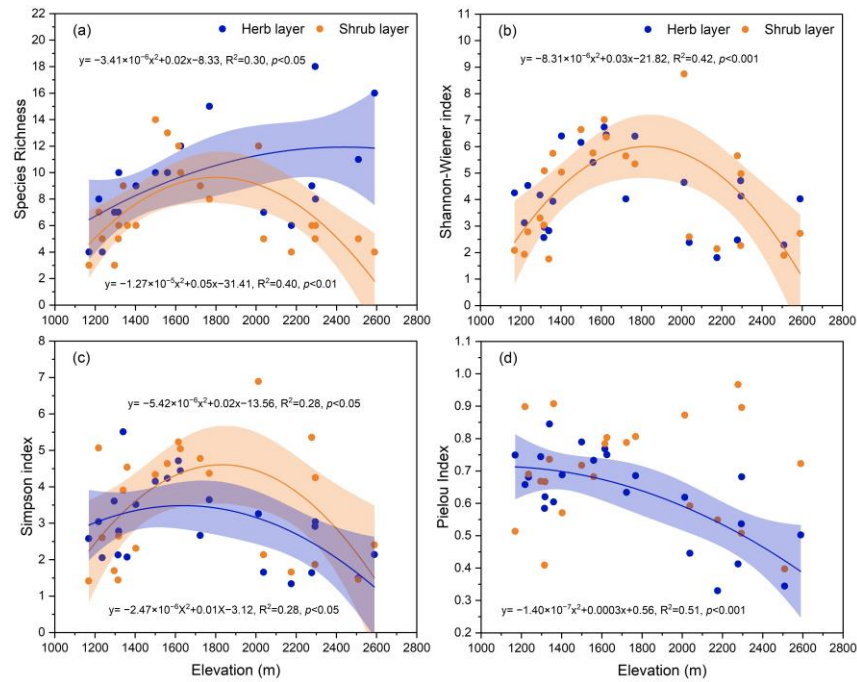 Herb layer Shrub layer
(a)
y= −3.41×10⁻⁶x²+0.02x−8.33, R²=0.30, p<0.05
y= −1.27×10⁻⁵x²+0.05x−31.41, R²=0.40, p<0.01
Species Richness
22
20
18
16
14
12
10
8
6
4
2
0
1000 1200 1400 1600 1800 2000 2200 2400 2600 2800
Herb layer Shrub layer
(b)
y= −8.31×10⁻⁶x²+0.03x−21.82, R²=0.42, p<0.001
Shannon-Wiener index
10
9
8
7
6
5
4
3
2
1
0
1000 1200 1400 1600 1800 2000 2200 2400 2600 2800
(c)
y= −5.42×10⁻⁶x²+0.02x−13.56, R²=0.28, p<0.05
y= −2.47×10⁻⁶X²+0.01X−3.12, R²=0.28, p<0.05
Simpson index
8
7
6
5
4
3
2
1
0
1000 1200 1400 1600 1800 2000 2200 2400 2600 2800
Elevation (m)
(d)
y= −1.40×10⁻⁷x²+0.0003x+0.56, R²=0.51, p<0.001
Pielou Index
1.1
1.0
0.9
0.8
0.7
0.6
0.5
0.4
0.3
0.2
1000 1200 1400 1600 1800 2000 2200 2400 2600 2800
Elevation (m)